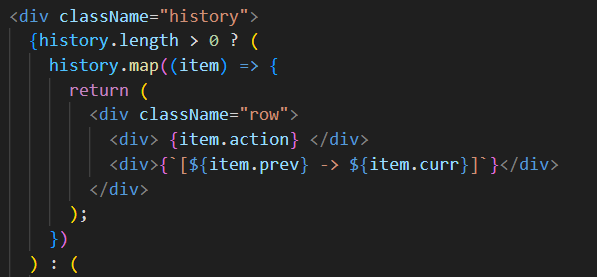 <div className="history">
{history.length > 0 ? (
history.map((item) => {
return (
<div className="row">
<div> {item.action} </div>
<div>{`[${item.prev} -> ${item.curr}]`}</div>
</div>
);
})
) : (